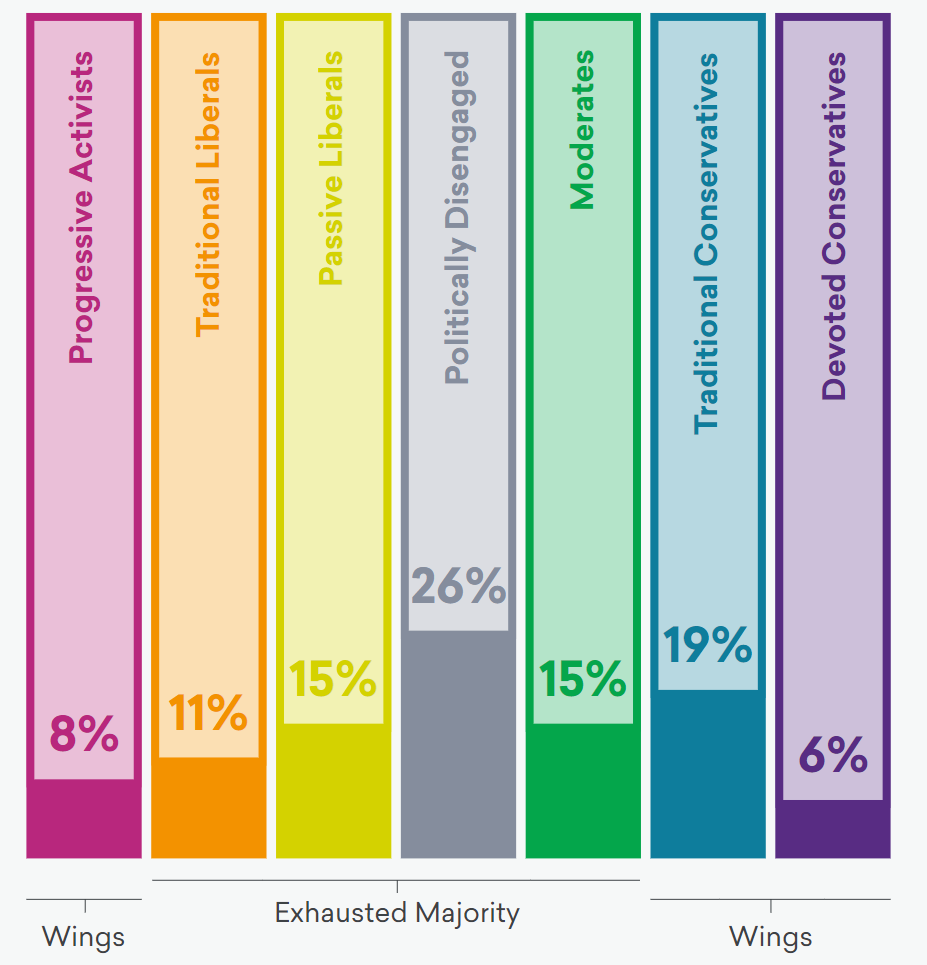 Progressive Activists
Traditional Liberals
Passive Liberals
Politically Disengaged
Moderates
Traditional Conservatives
Devoted Conservatives
8%
11%
15%
26%
15%
19%
6%
Wings
Exhausted Majority
Wings